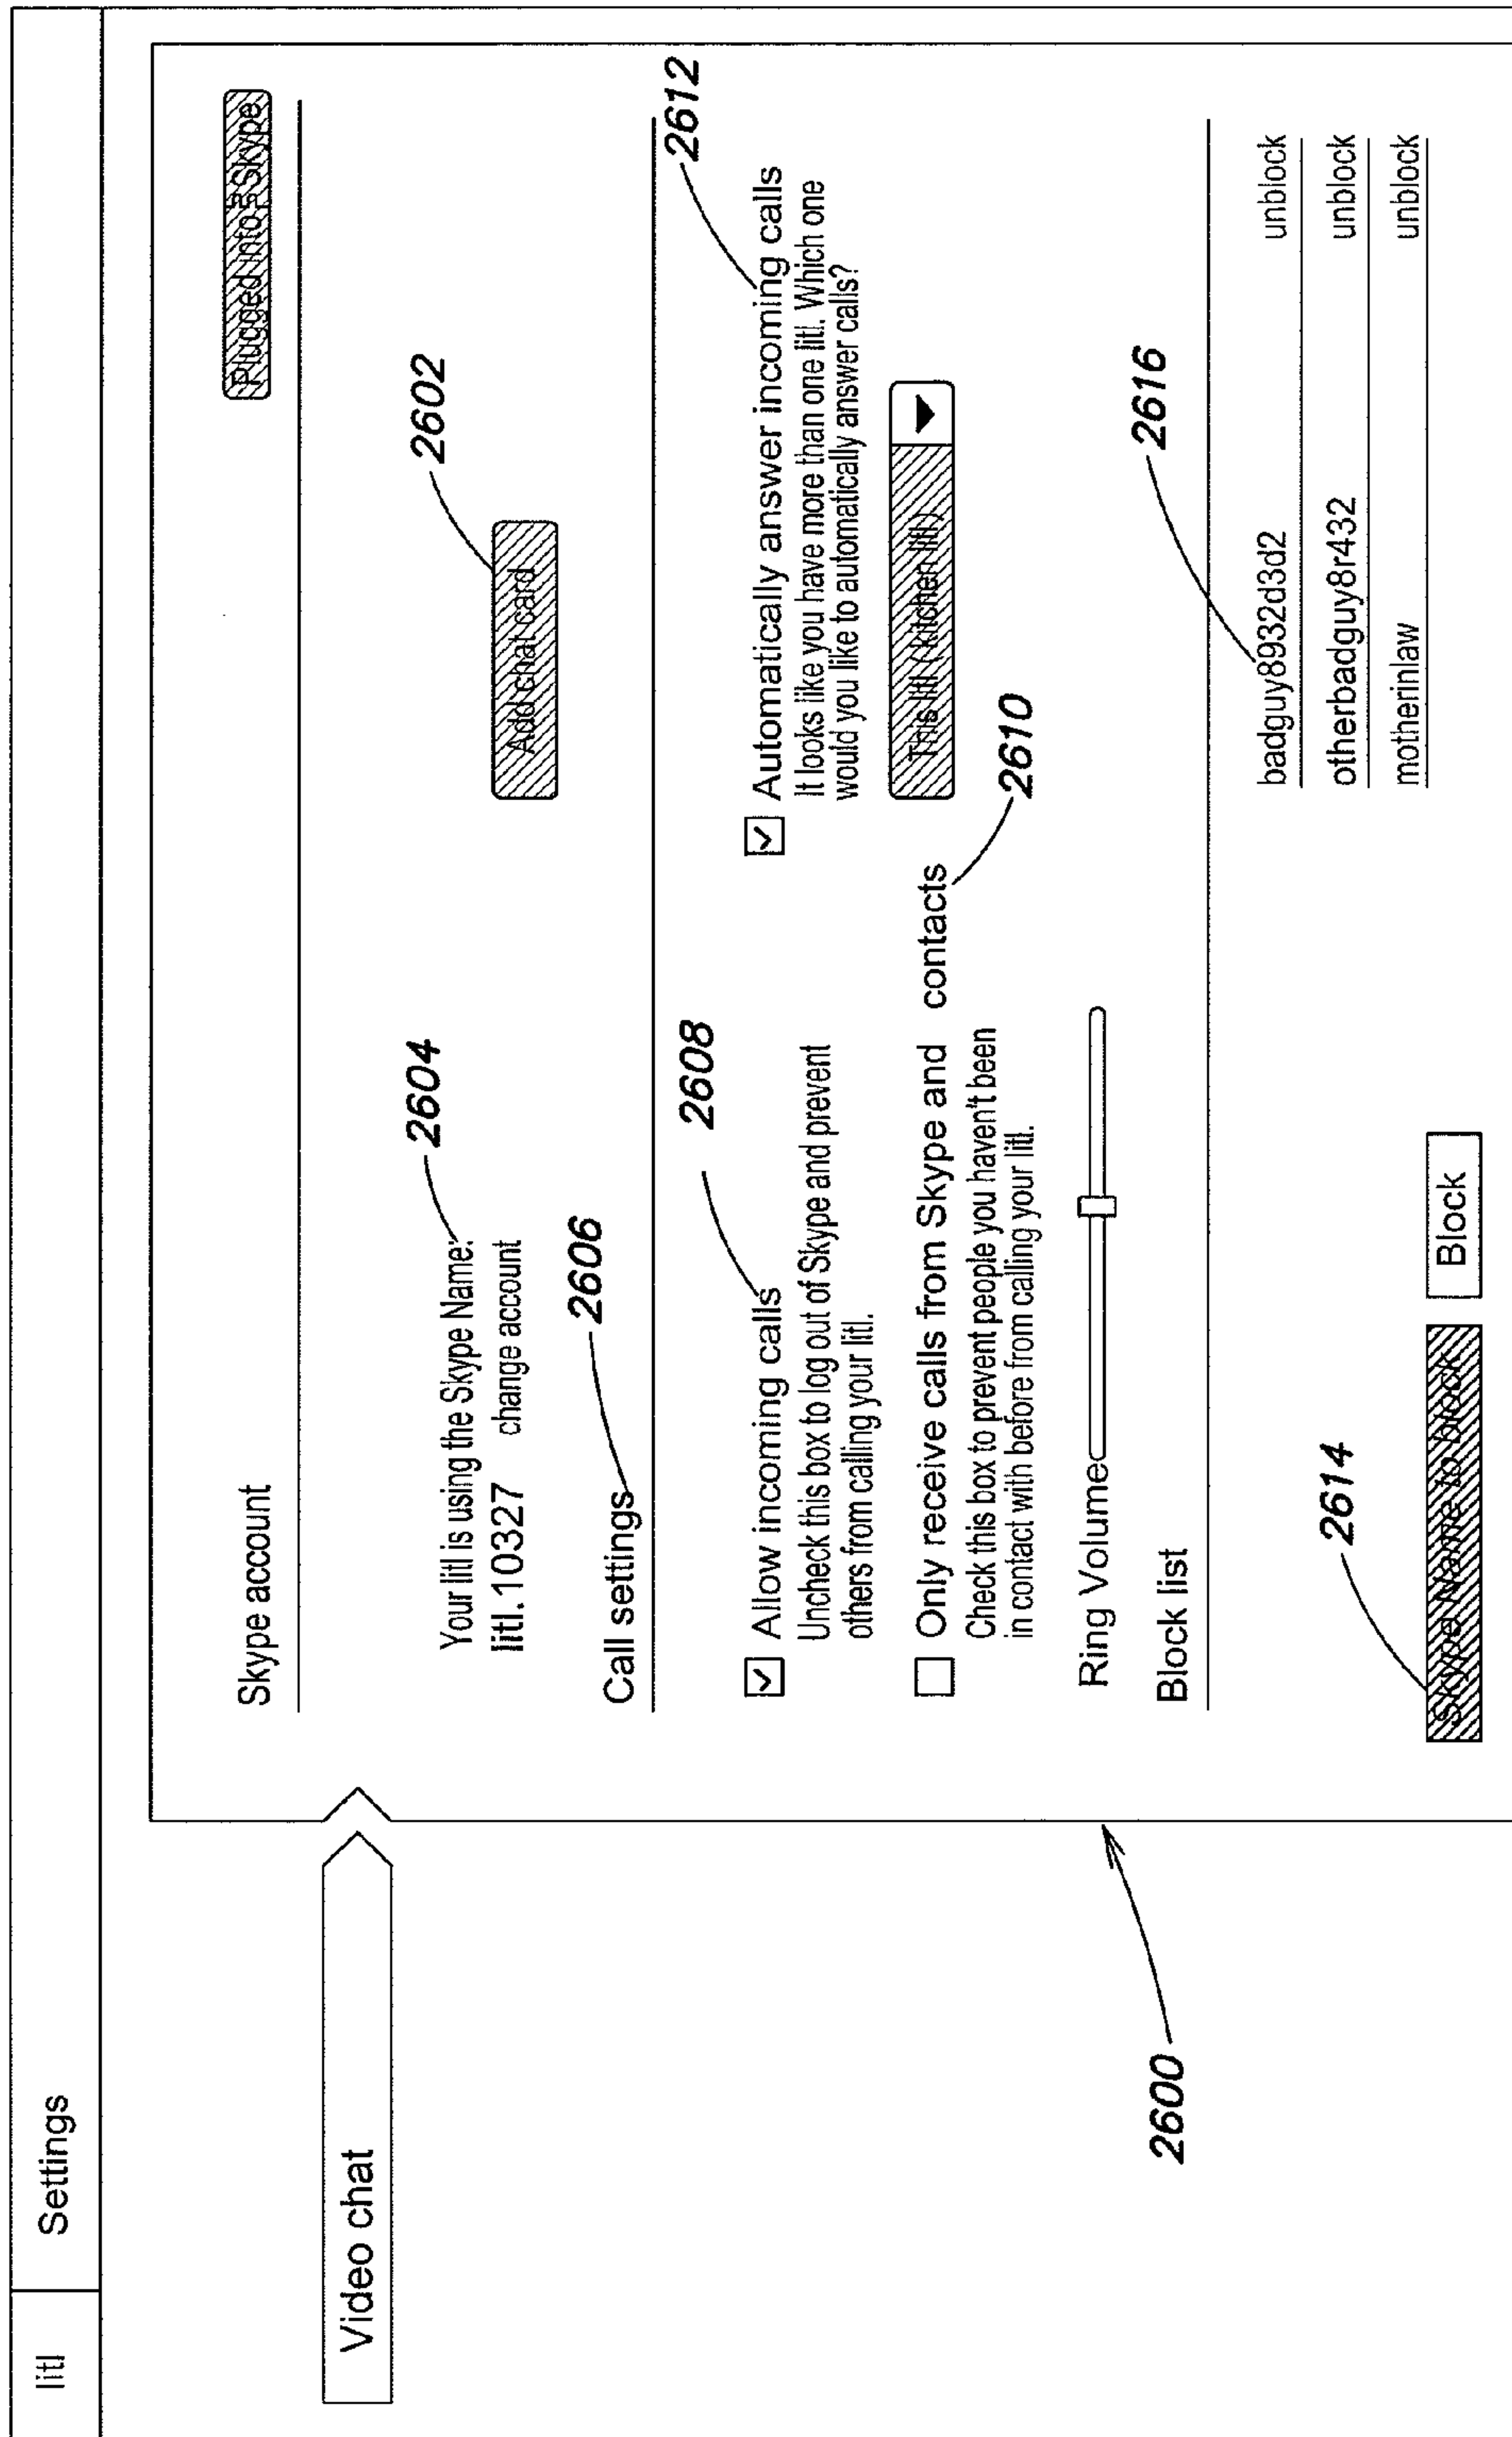 litl Settings
Video chat
2600
Skype account
Plugged into Skype
2604
Your litl is using the Skype Name:
litl.10327 change account
2602
Add chat card
2606
Call settings
2608
Allow incoming calls
Uncheck this box to log out of Skype and prevent
others from calling your litl.
2612
Automatically answer incoming calls
It looks like you have more than one litl. Which one
would you like to automatically answer calls?
This litl (kitchen litl)
Only receive calls from Skype and contacts
2610
Check this box to prevent people you haven't been
in contact with before from calling your litl.
Ring Volume
Block list
2616
badguy8932d3d2 unblock
otherbadguy8r432 unblock
motherinlaw unblock
2614
Skype Name to block
Block